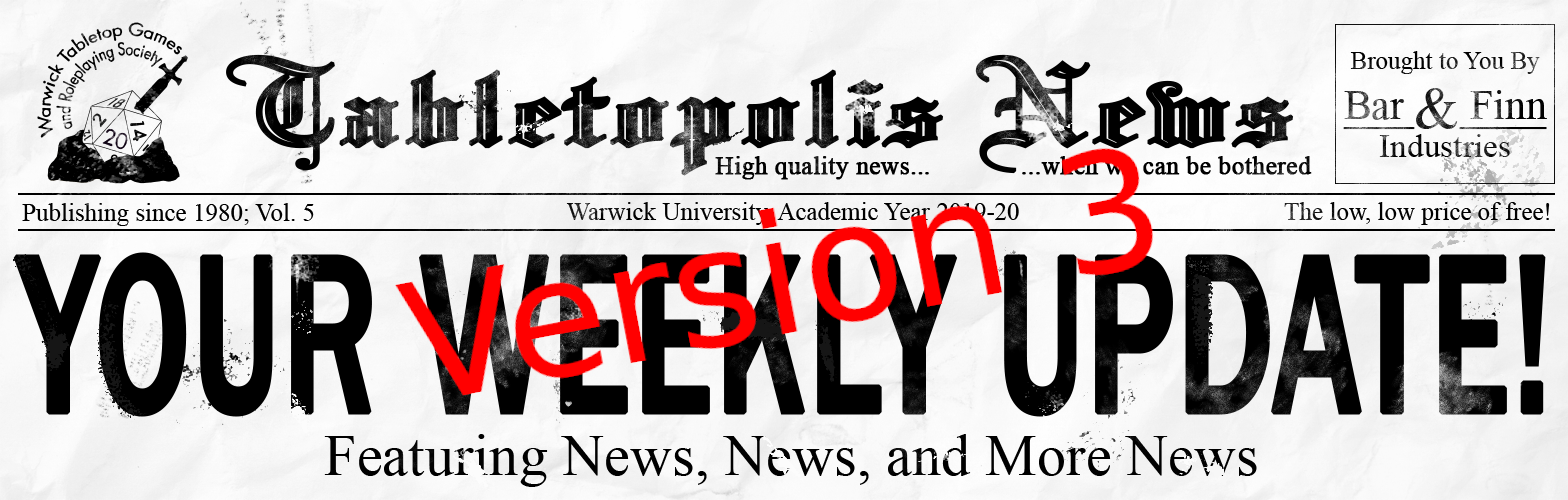 Warwick Tabletop Games
and Roleplaying Society
18
2
14
20
Tabletopolis News
High quality news... ...when we can be bothered
Brought to You By
Bar & Finn
Industries
Publishing since 1980; Vol. 5
Warwick University, Academic Year 2019-20
The low, low price of free!
YOUR WEEKLY UPDATE!
Version 3
Featuring News, News, and More News